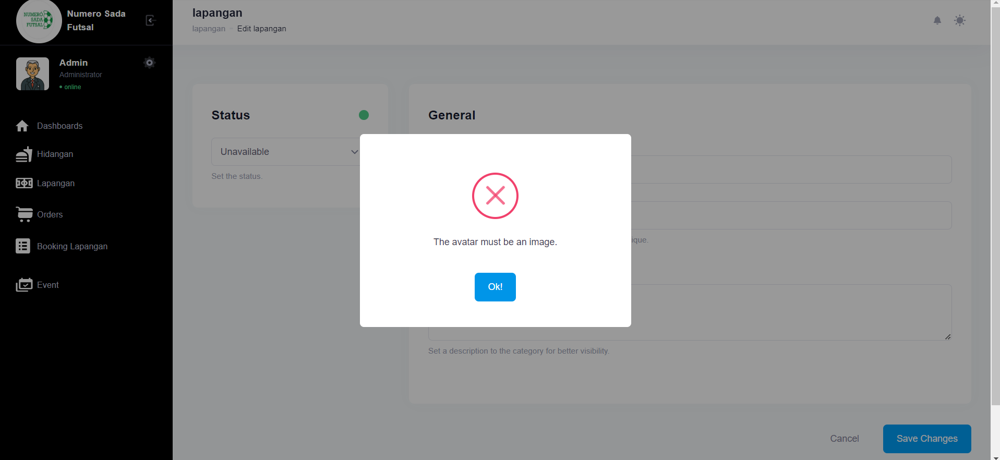 NUMERO
SADA
FUTSAL
Numero Sada
Futsal
Admin
Administrator
online
Dashboards
Hidangan
Lapangan
Orders
Booking Lapangan
Event
lapangan
lapangan - Edit lapangan
Status
Unavailable
Set the status.
General
ique.
Set a description to the category for better visibility.
The avatar must be an image.
Ok!
Cancel
Save Changes